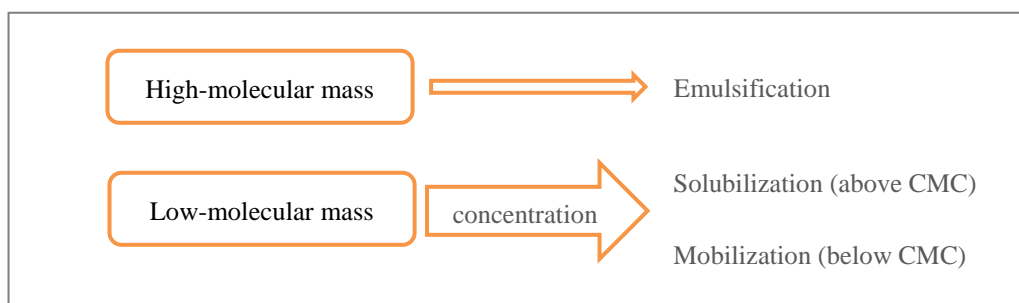 High-molecular mass
Emulsification
Low-molecular mass
concentration
Solubilization (above CMC)
Mobilization (below CMC)